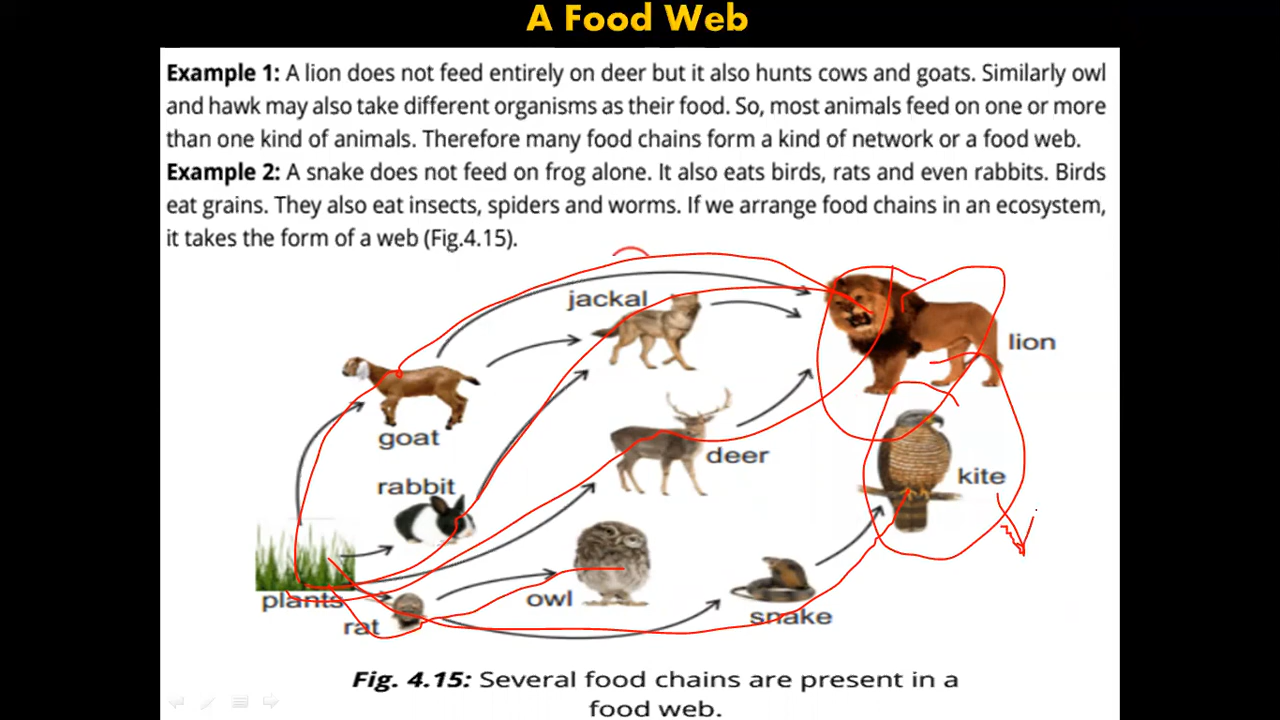 A Food Web
Example 1: A lion does not feed entirely on deer but it also hunts cows and goats. Similarly owl
and hawk may also take different organisms as their food. So, most animals feed on one or more
than one kind of animals. Therefore many food chains form a kind of network or a food web.
Example 2: A snake does not feed on frog alone. It also eats birds, rats and even rabbits. Birds
eat grains. They also eat insects, spiders and worms. If we arrange food chains in an ecosystem,
it takes the form of a web (Fig.4.15).
jackal
lion
goat
deer
rabbit
kite
plants
owl
snake
rat
Fig. 4.15: Several food chains are present in a
food web.